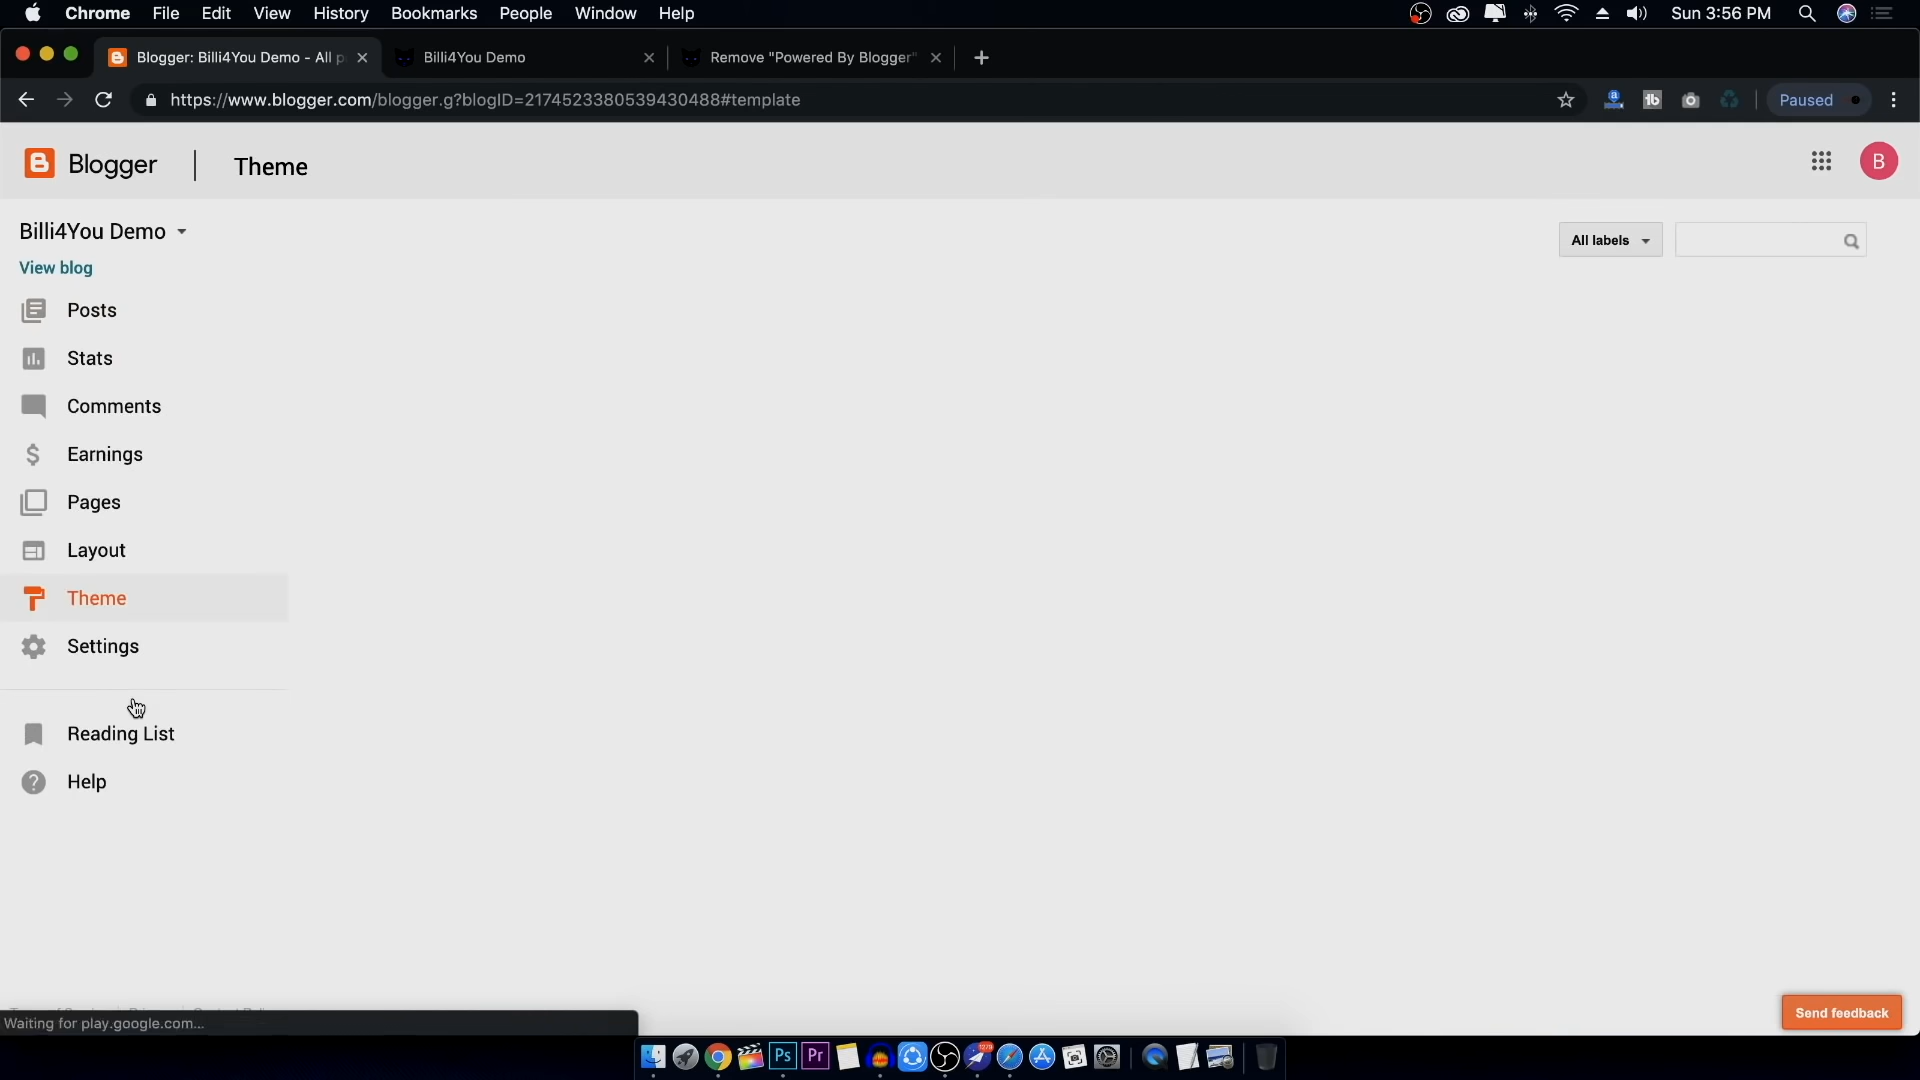 Chrome File Edit View History Bookmarks People Window Help Sun 3:56 PM
Blogger: Billi4You Demo - All p Billi4You Demo Remove "Powered By Blogger"
https://www.blogger.com/blogger.g?blogID=2174523380539430488#template Paused
Blogger Theme B
Billi4You Demo
All labels
View blog
Posts
Stats
Comments
Earnings
Pages
Layout
Theme
Settings
Reading List
Help
Send feedback
Waiting for play.google.com...
Ps Pr